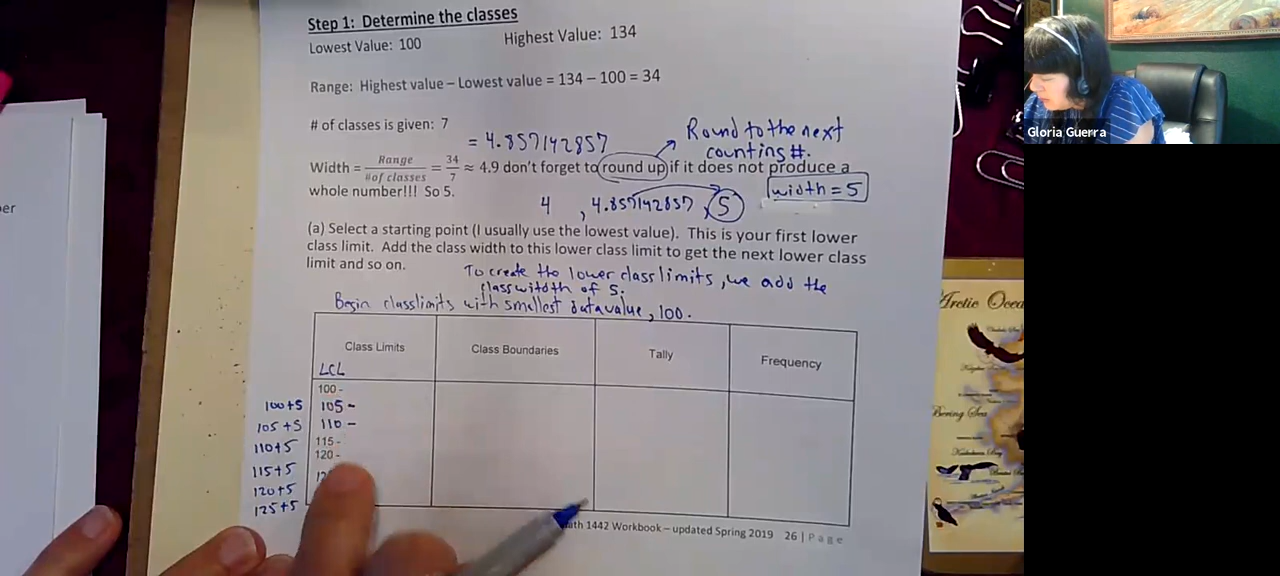 Step 1: Determine the classes
Lowest Value: 100 Highest Value: 134
Range: Highest value – Lowest value = 134 – 100 = 34
# of classes is given: 7
= 4.857142857
Round to the next
counting #.
Width = Range / # of classes = 34/7 ≈ 4.9 don't forget to round up if it does not produce a
whole number!!! So 5.
width = 5
4 , 4.857142857 , 5
(a) Select a starting point (I usually use the lowest value). This is your first lower
class limit. Add the class width to this lower class limit to get the next lower class
limit and so on.
To create the lower class limits, we add the
class witdth of 5.
Begin class limits with smallest data value, 100.
Class Limits Class Boundaries Tally Frequency
LCL
100 -
100+5 105 -
105+5 110 -
110+5 115 -
115+5 120 -
120+5
125+5
Math 1442 Workbook – updated Spring 2019 26 | Page
Gloria Guerra
Arctic Ocea
Bering Sea